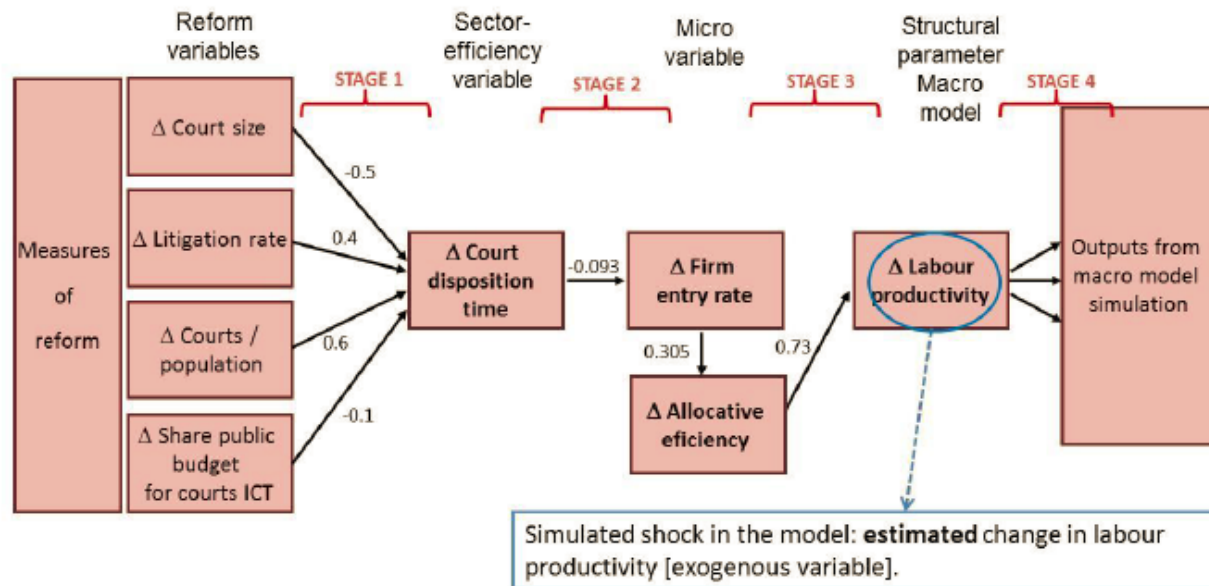 Reform
variables
Sector-
efficiency
variable
Micro
variable
Structural
parameter
Macro
model
STAGE 1
STAGE 2
STAGE 3
STAGE 4
Measures
of
reform
Δ Court size
Δ Litigation rate
Δ Courts /
population
Δ Share public
budget
for courts ICT
-0.5
0.4
0.6
-0.1
Δ Court
disposition
time
-0.093
Δ Firm
entry rate
0.305
Δ Allocative
eficiency
0.73
Δ Labour
productivity
Outputs from
macro model
simulation
Simulated shock in the model: estimated change in labour
productivity [exogenous variable].